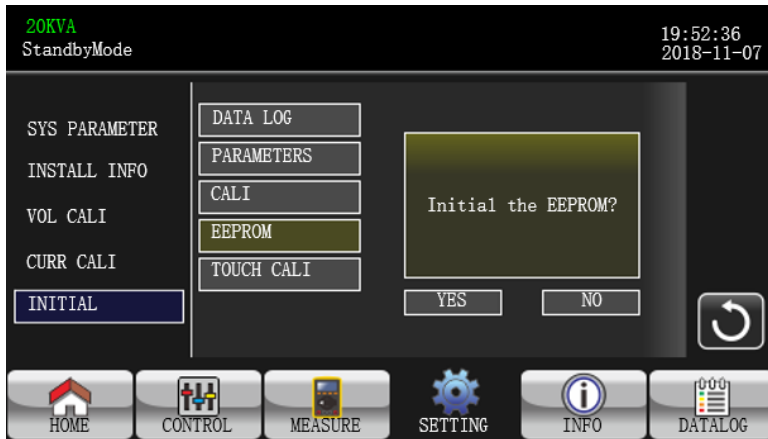 20KVA
StandbyMode
19:52:36
2018-11-07
SYS PARAMETER
INSTALL INFO
VOL CALI
CURR CALI
INITIAL
DATA LOG
PARAMETERS
CALI
EEPROM
TOUCH CALI
Initial the EEPROM?
YES
NO
HOME
CONTROL
MEASURE
SETTING
INFO
DATALOG